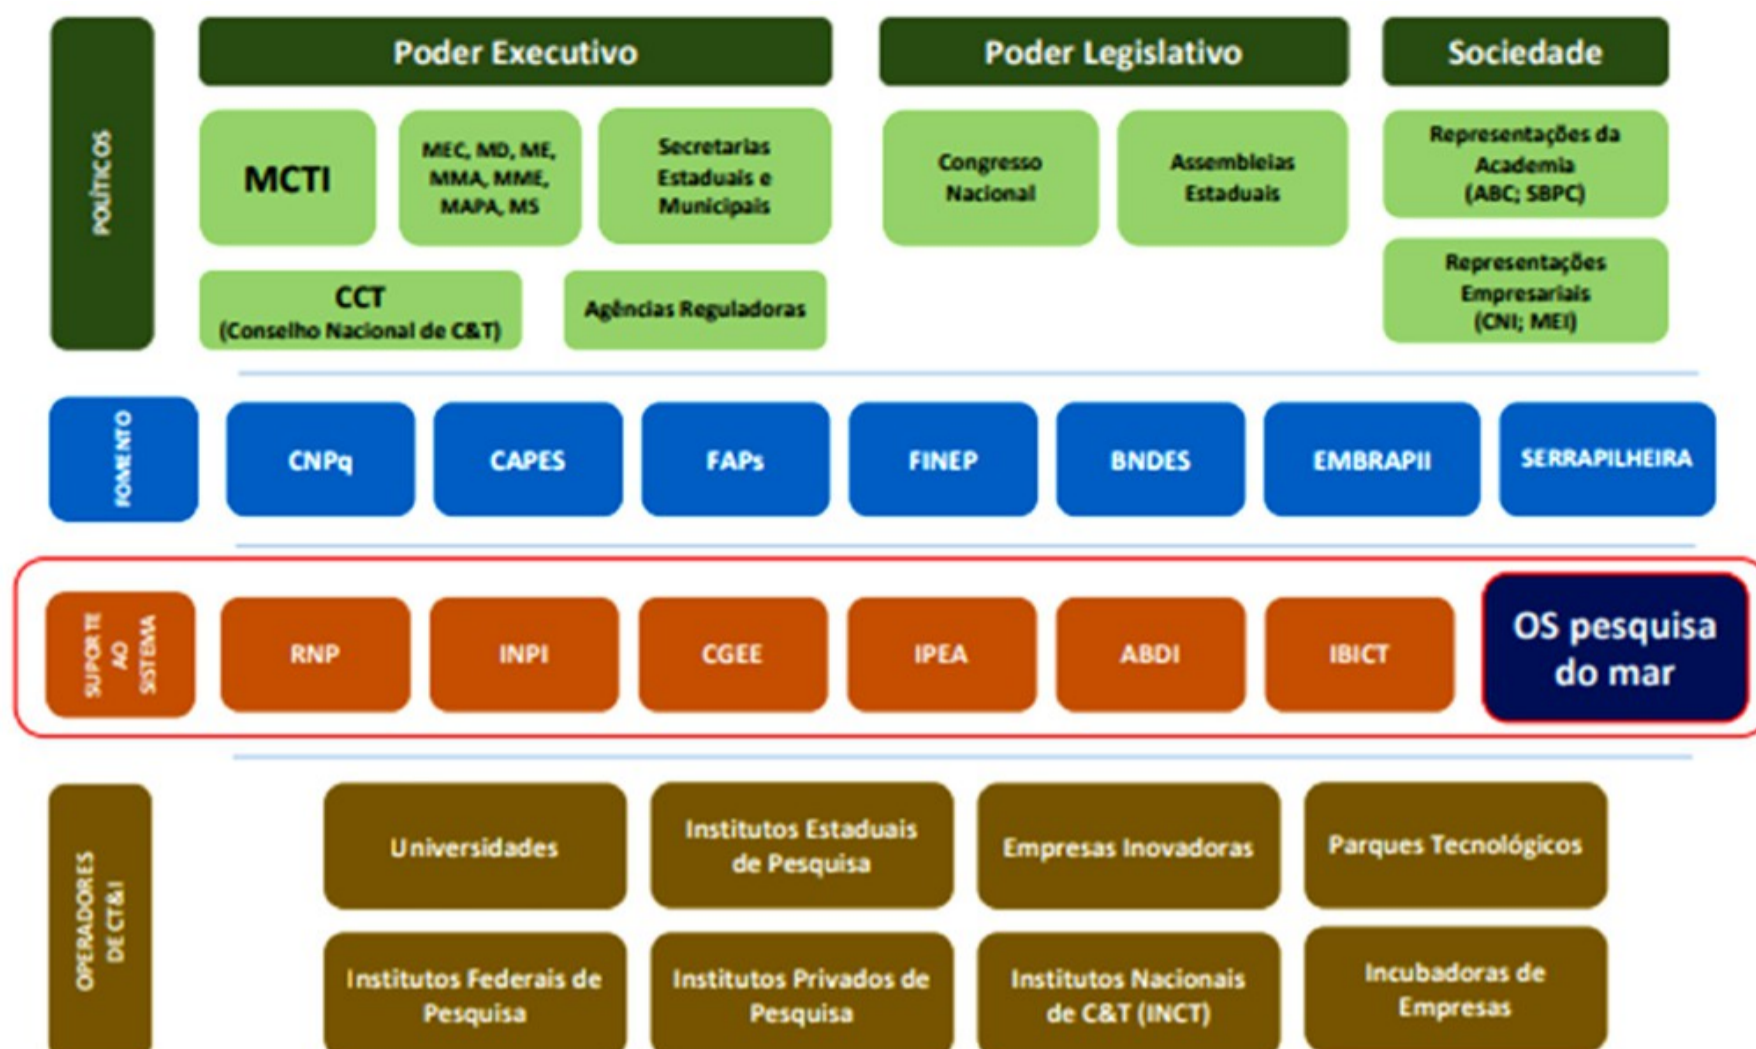 POLÍTICOS
Poder Executivo
Poder Legislativo
Sociedade
MCTI
MEC, MD, ME,
MMA, MME,
MAPA, MS
Secretarias
Estaduais e
Municipais
Congresso
Nacional
Assembleias
Estaduais
Representações da
Academia
(ABC; SBPC)
CCT
(Conselho Nacional de C&T)
Agências Reguladoras
Representações
Empresariais
(CNI; MEI)
FOMENTO
CNPq
CAPES
FAPs
FINEP
BNDES
EMBRAPII
SERRAPILHEIRA
SUPORTE
AO
SISTEMA
RNP
INPI
CGEE
IPEA
ABDI
IBICT
OS pesquisa
do mar
OPERADORES
DE CT&I
Universidades
Institutos Estaduais
de Pesquisa
Empresas Inovadoras
Parques Tecnológicos
Institutos Federais de
Pesquisa
Institutos Privados de
Pesquisa
Institutos Nacionais
de C&T (INCT)
Incubadoras de
Empresas